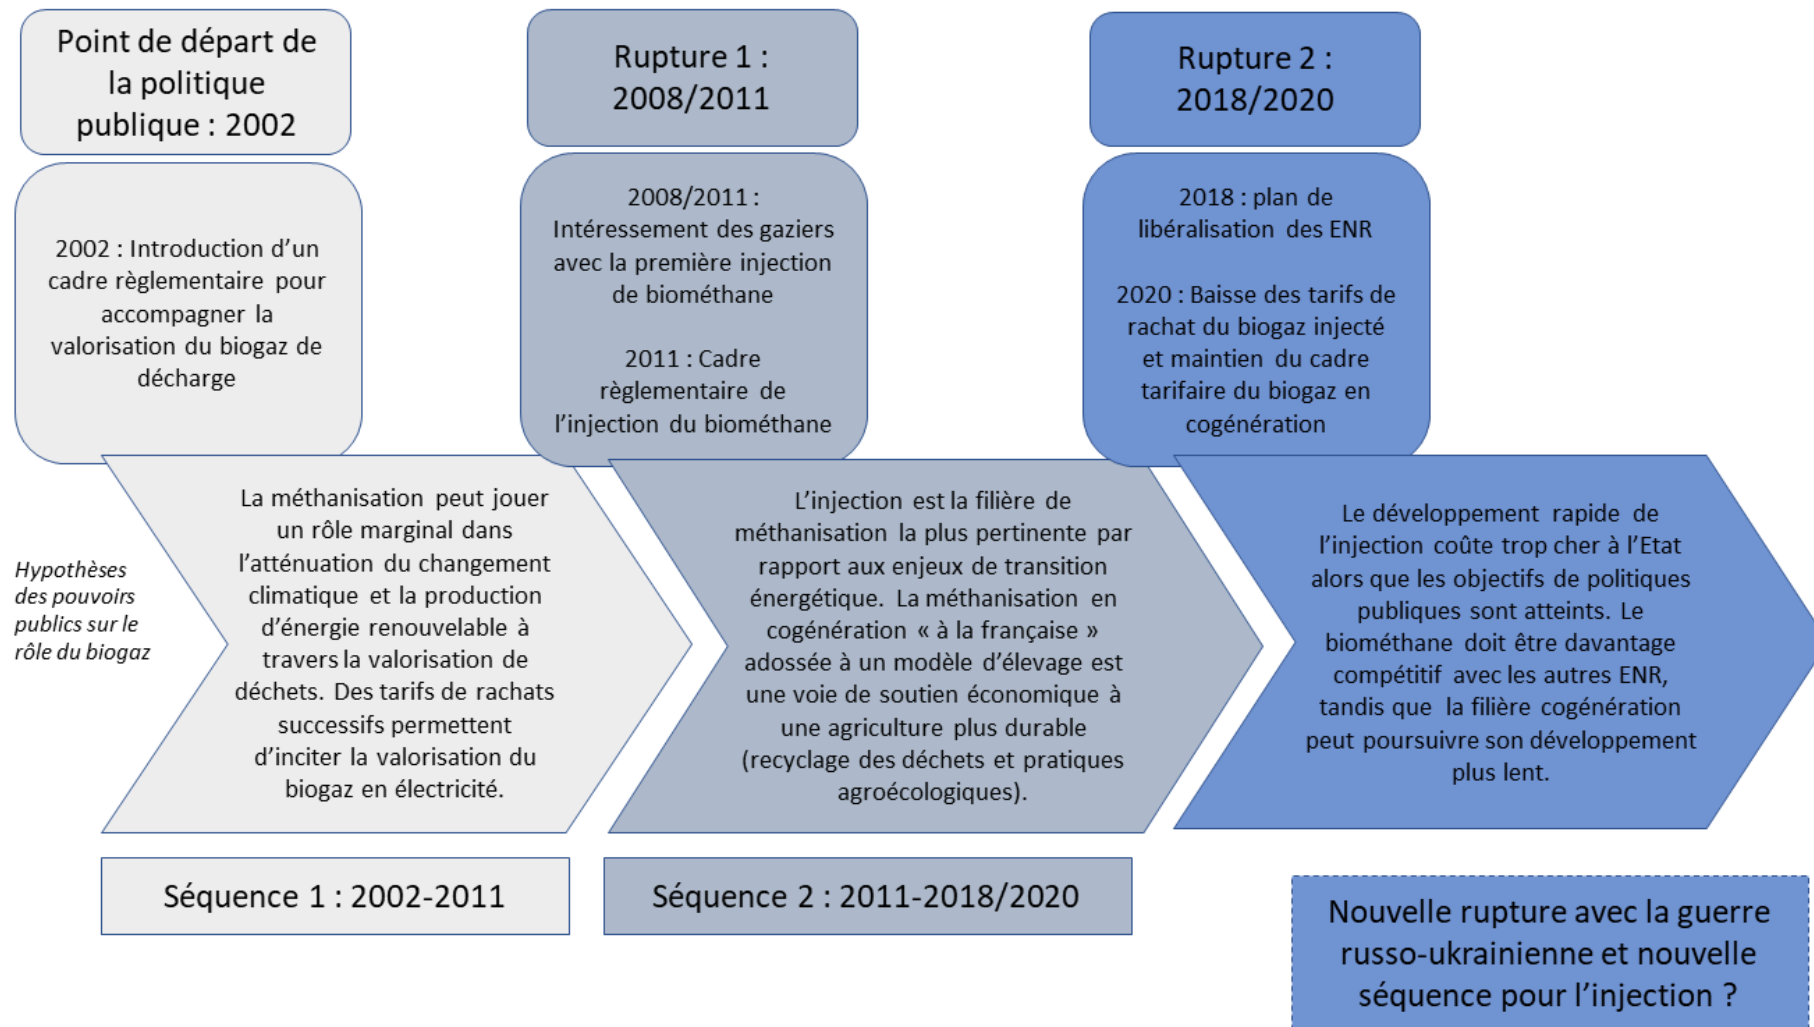 Point de départ de
la politique
publique : 2002
Rupture 1 :
2008/2011
Rupture 2 :
2018/2020
2002 : Introduction d’un
cadre règlementaire pour
accompagner la
valorisation du biogaz de
décharge
2008/2011 :
Intéressement des gaziers
avec la première injection
de biométhane
2011 : Cadre
règlementaire de
l’injection du biométhane
2018 : plan de
libéralisation des ENR
2020 : Baisse des tarifs de
rachat du biogaz injecté
et maintien du cadre
tarifaire du biogaz en
cogénération
Hypothèses
des pouvoirs
publics sur le
rôle du biogaz
La méthanisation peut jouer
un rôle marginal dans
l’atténuation du changement
climatique et la production
d’énergie renouvelable à
travers la valorisation de
déchets. Des tarifs de rachats
successifs permettent
d’inciter la valorisation du
biogaz en électricité.
L’injection est la filière de
méthanisation la plus pertinente par
rapport aux enjeux de transition
énergétique. La méthanisation en
cogénération « à la française »
adossée à un modèle d’élevage est
une voie de soutien économique à
une agriculture plus durable
(recyclage des déchets et pratiques
agroécologiques).
Le développement rapide de
l’injection coûte trop cher à l’Etat
alors que les objectifs de politiques
publiques sont atteints. Le
biométhane doit être davantage
compétitif avec les autres ENR,
tandis que la filière cogénération
peut poursuivre son développement
plus lent.
Séquence 1 : 2002-2011
Séquence 2 : 2011-2018/2020
Nouvelle rupture avec la guerre
russo-ukrainienne et nouvelle
séquence pour l’injection ?